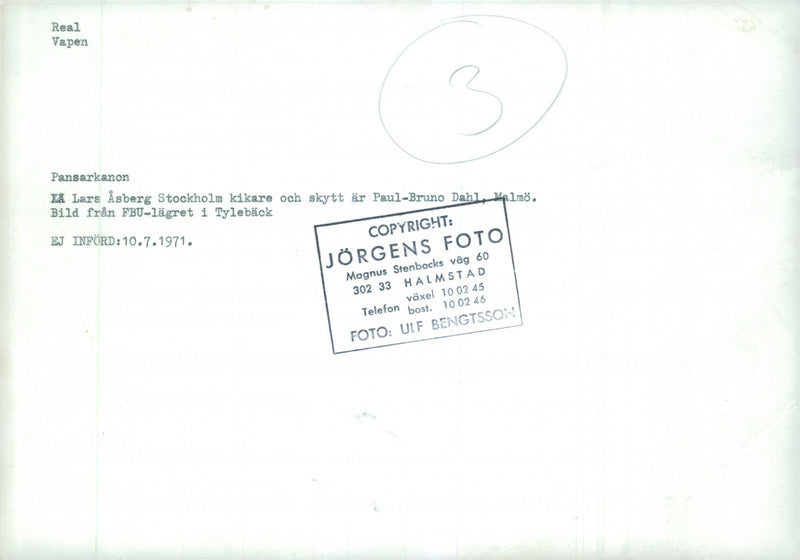 Real
Vapen
3
Pansarkanon
Lars Åsberg Stockholm kikare och skytt är Paul-Bruno Dahl, Malmö.
Bild från FBU-lägret i Tylebäck
EJ INFÖRD:10.7.1971.
COPYRIGHT:
JÖRGENS FOTO
Magnus Stenbocks väg 60
302 33 HALMSTAD
Telefon växel 10 02 45
bost. 10 02 46
FOTO: ULF BENGTSSON